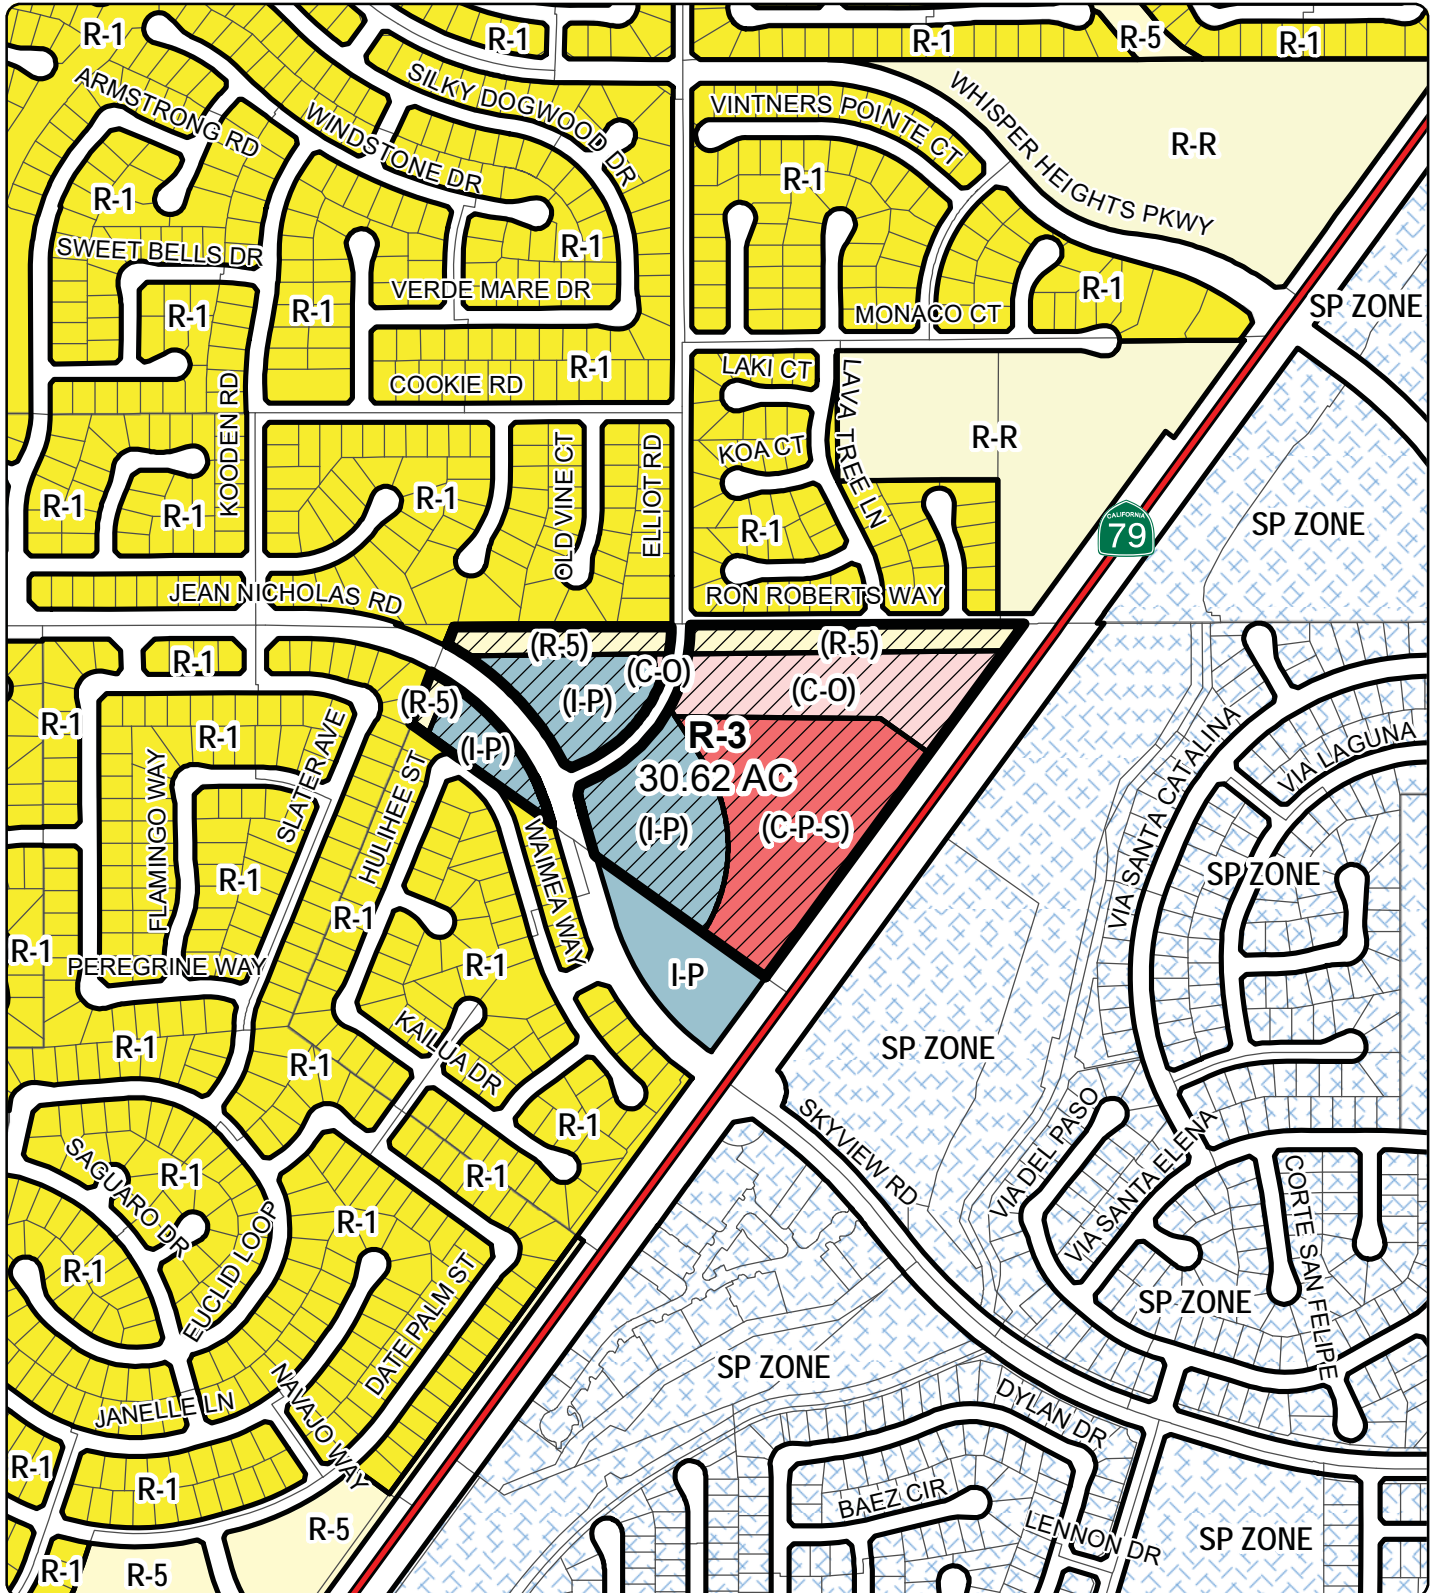 R-1
R-1
R-1
R-5
R-1
ARMSTRONG RD
SILKY DOGWOOD DR
WINDSTONE DR
VINTNERS POINTE CT
WHISPER HEIGHTS PKWY
R-R
R-1
R-1
SWEET BELLS DR
R-1
VERDE MARE DR
R-1
R-1
R-1
MONACO CT
SP ZONE
COOKIE RD
R-1
LAKI CT
LAVA TREE LN
KOODEN RD
KOA CT
R-R
R-1
R-1
R-1
OLD VINE CT
ELLIOT RD
R-1
CALIFORNIA
79
SP ZONE
JEAN NICHOLAS RD
RON ROBERTS WAY
R-1
(R-5)
(C-O)
(R-5)
(R-5)
(I-P)
(C-O)
R-1
R-1
SLATER AVE
(I-P)
R-3
30.62 AC
VIA SANTA CATALINA
VIA LAGUNA
FLAMINGO WAY
HULIHEE ST
(I-P)
(C-P-S)
WAIMEA WAY
R-1
R-1
SP ZONE
R-1
PEREGRINE WAY
R-1
I-P
R-1
KAILUA DR
R-1
SP ZONE
SKYVIEW RD
VIA DEL PASO
VIA SANTA ELENA
R-1
SAGUARO DR
R-1
R-1
EUCLID LOOP
R-1
R-1
DATE PALM ST
CORTE SAN FELIPE
SP ZONE
SP ZONE
JANELLE LN
NAVAJO WAY
DYLAN DR
R-1
R-1
BAEZ CIR
LENNON DR
R-5
SP ZONE
R-1
R-5